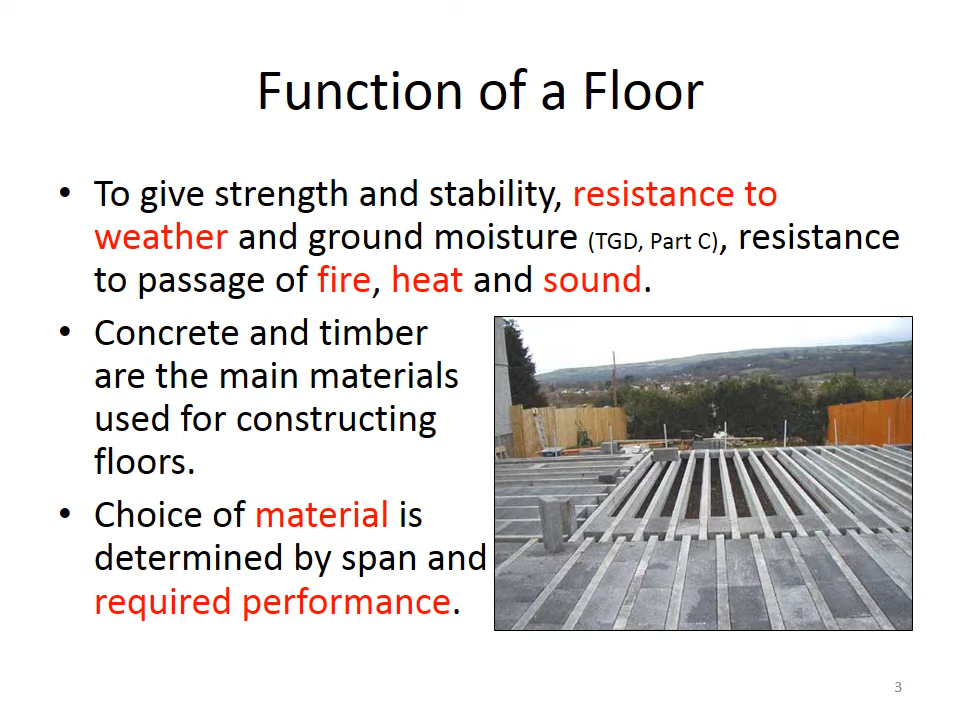 Function of a Floor
• To give strength and stability, resistance to
weather and ground moisture (TGD, Part C), resistance
to passage of fire, heat and sound.
• Concrete and timber
are the main materials
used for constructing
floors.
• Choice of material is
determined by span and
required performance.
3